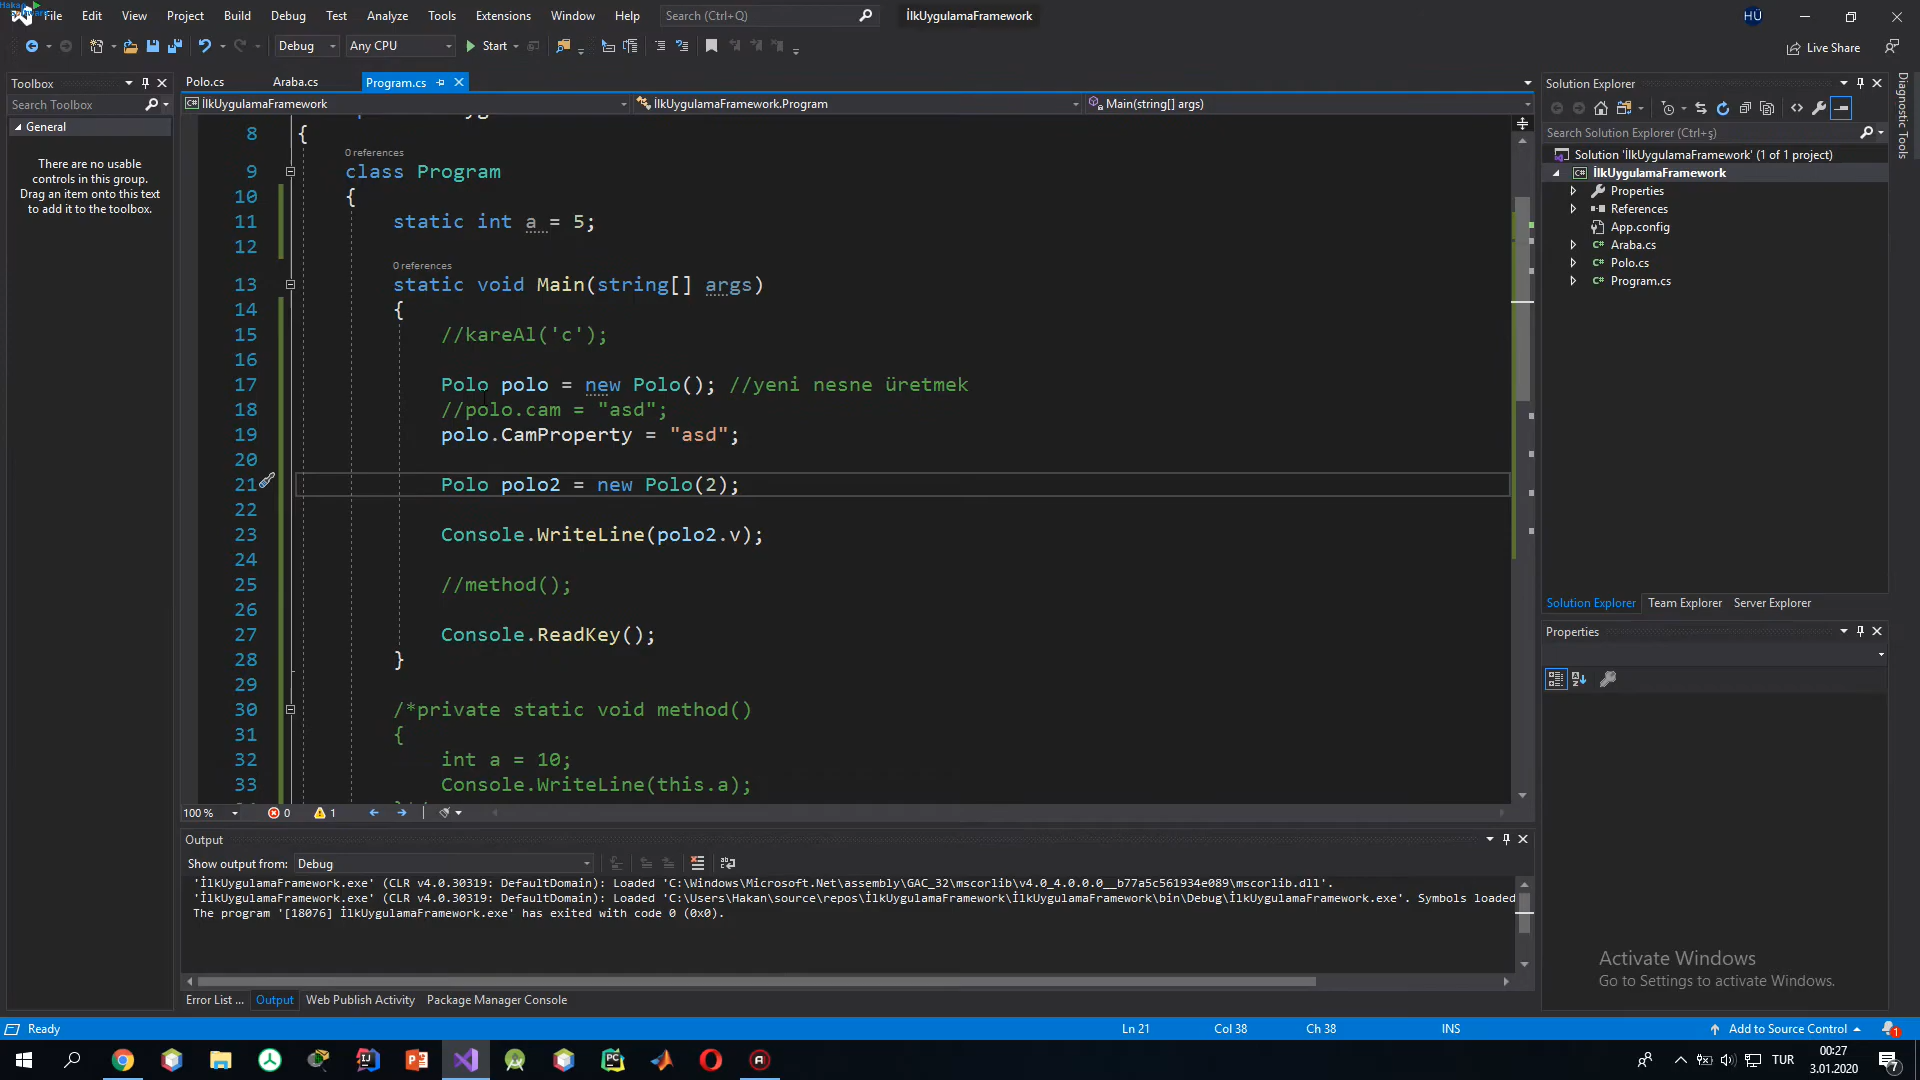 File Edit View Project Build Debug Test Analyze Tools Extensions Window Help Search (Ctrl+Q) İlkUygulamaFramework HÜ
Debug Any CPU Start Live Share
Toolbox
Search Toolbox
General
There are no usable
controls in this group.
Drag an item onto this text
to add it to the toolbox.
Polo.cs Araba.cs Program.cs
İlkUygulamaFramework İlkUygulamaFramework.Program Main(string[] args)
8 {
0 references
9 class Program
10 {
11 static int a = 5;
12
0 references
13 static void Main(string[] args)
14 {
15 //kareAl('c');
16
17 Polo polo = new Polo(); //yeni nesne üretmek
18 //polo.cam = "asd";
19 polo.CamProperty = "asd";
20
21 Polo polo2 = new Polo(2);
22
23 Console.WriteLine(polo2.v);
24
25 //method();
26
27 Console.ReadKey();
28 }
29
30 /*private static void method()
31 {
32 int a = 10;
33 Console.WriteLine(this.a);
100 % 0 1
Output
Show output from: Debug
'İlkUygulamaFramework.exe' (CLR v4.0.30319: DefaultDomain): Loaded 'C:\Windows\Microsoft.Net\assembly\GAC_32\mscorlib\v4.0_4.0.0.0__b77a5c561934e089\mscorlib.dll'.
'İlkUygulamaFramework.exe' (CLR v4.0.30319: DefaultDomain): Loaded 'C:\Users\Hakan\source\repos\İlkUygulamaFramework\İlkUygulamaFramework\bin\Debug\İlkUygulamaFramework.exe'. Symbols loaded
The program '[18076] İlkUygulamaFramework.exe' has exited with code 0 (0x0).
Error List ... Output Web Publish Activity Package Manager Console
Solution Explorer
Search Solution Explorer (Ctrl+ş)
Solution 'İlkUygulamaFramework' (1 of 1 project)
İlkUygulamaFramework
Properties
References
App.config
Araba.cs
Polo.cs
Program.cs
Solution Explorer Team Explorer Server Explorer
Properties
Activate Windows
Go to Settings to activate Windows.
Diagnostic Tools
Ready Ln 21 Col 38 Ch 38 INS Add to Source Control 1
TUR 00:27
3.01.2020 7